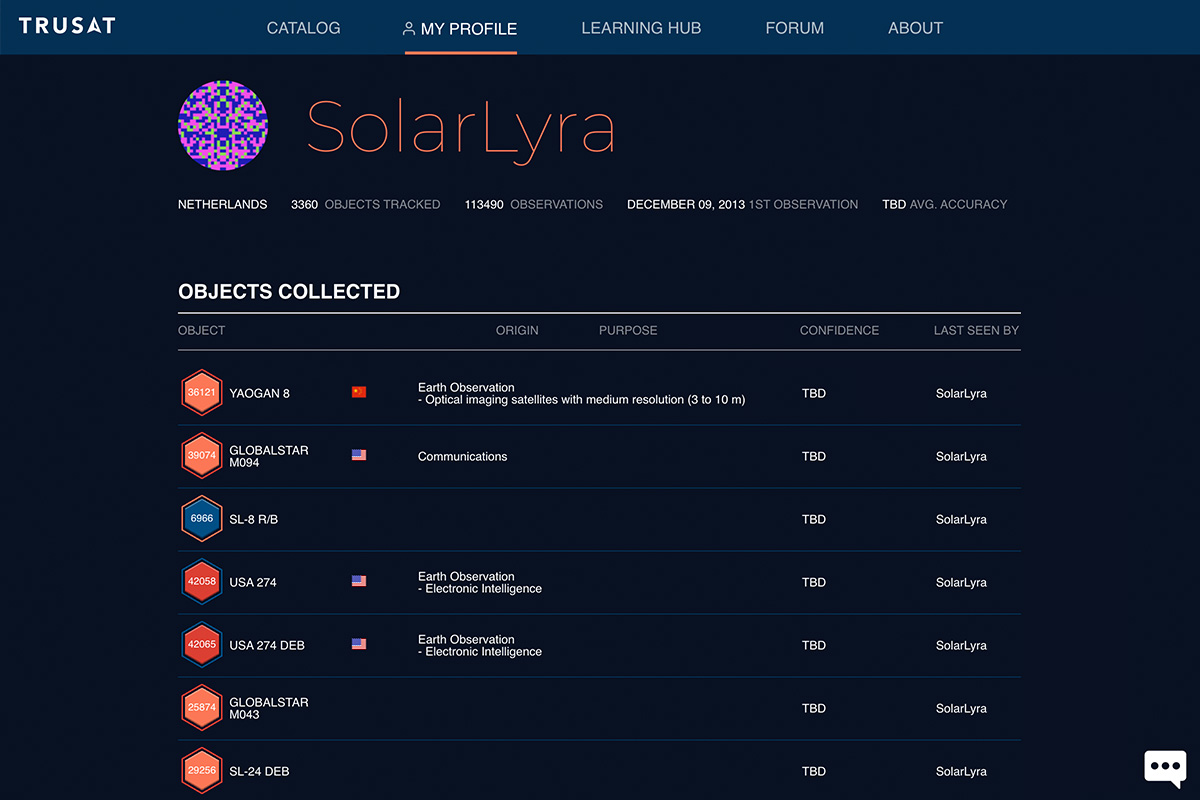 TRUSAT CATALOG MY PROFILE LEARNING HUB FORUM ABOUT
SolarLyra
NETHERLANDS 3360 OBJECTS TRACKED 113490 OBSERVATIONS DECEMBER 09, 2013 1ST OBSERVATION TBD AVG. ACCURACY
OBJECTS COLLECTED
OBJECT ORIGIN PURPOSE CONFIDENCE LAST SEEN BY
36121 YAOGAN 8 Earth Observation
- Optical imaging satellites with medium resolution (3 to 10 m) TBD SolarLyra
39074 GLOBALSTAR
M094 Communications TBD SolarLyra
6966 SL-8 R/B TBD SolarLyra
42058 USA 274 Earth Observation
- Electronic Intelligence TBD SolarLyra
42065 USA 274 DEB Earth Observation
- Electronic Intelligence TBD SolarLyra
25874 GLOBALSTAR
M043 TBD SolarLyra
29256 SL-24 DEB TBD SolarLyra